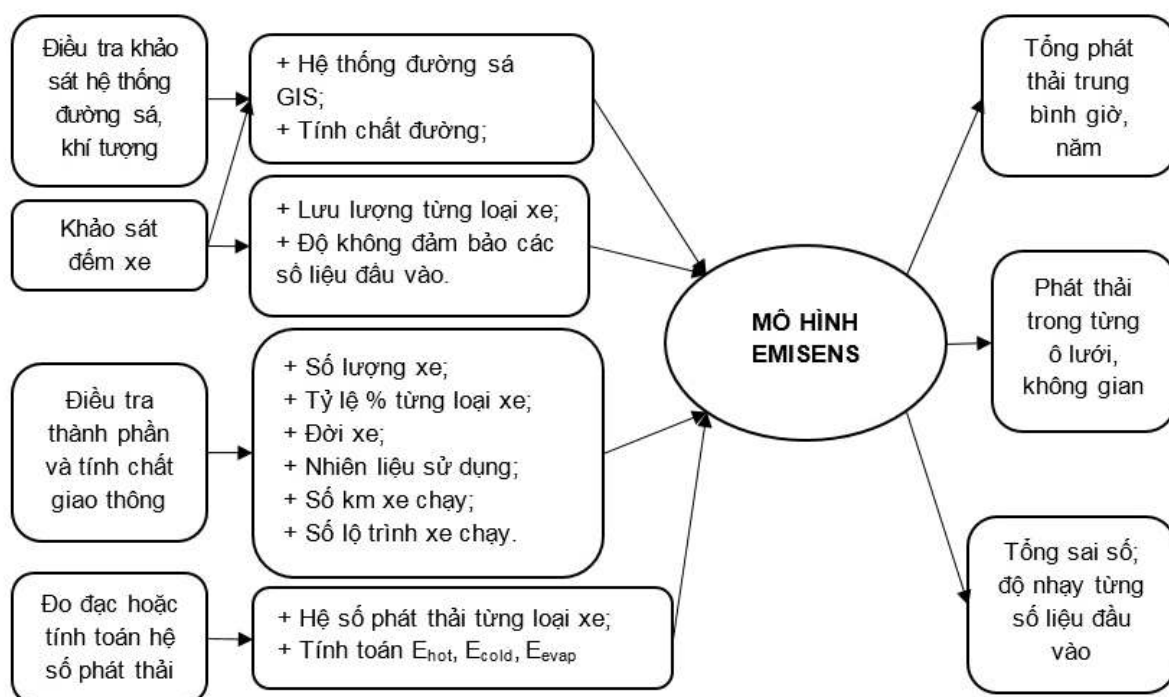 Điều tra khảo
sát hệ thống
đường sá,
khí tượng
Khảo sát
đếm xe
Điều tra
thành phần
và tính chất
giao thông
Đo đạc hoặc
tính toán hệ
số phát thải
+ Hệ thống đường sá
GIS;
+ Tính chất đường;
+ Lưu lượng từng loại xe;
+ Độ không đảm bảo các
số liệu đầu vào.
+ Số lượng xe;
+ Tỷ lệ % từng loại xe;
+ Đời xe;
+ Nhiên liệu sử dụng;
+ Số km xe chạy;
+ Số lộ trình xe chạy.
+ Hệ số phát thải từng loại xe;
+ Tính toán Ehot, Ecold, Eevap
MÔ HÌNH
EMISENS
Tổng phát
thải trung
bình giờ,
năm
Phát thải
trong từng
ô lưới,
không gian
Tổng sai số;
độ nhạy từng
số liệu đầu
vào